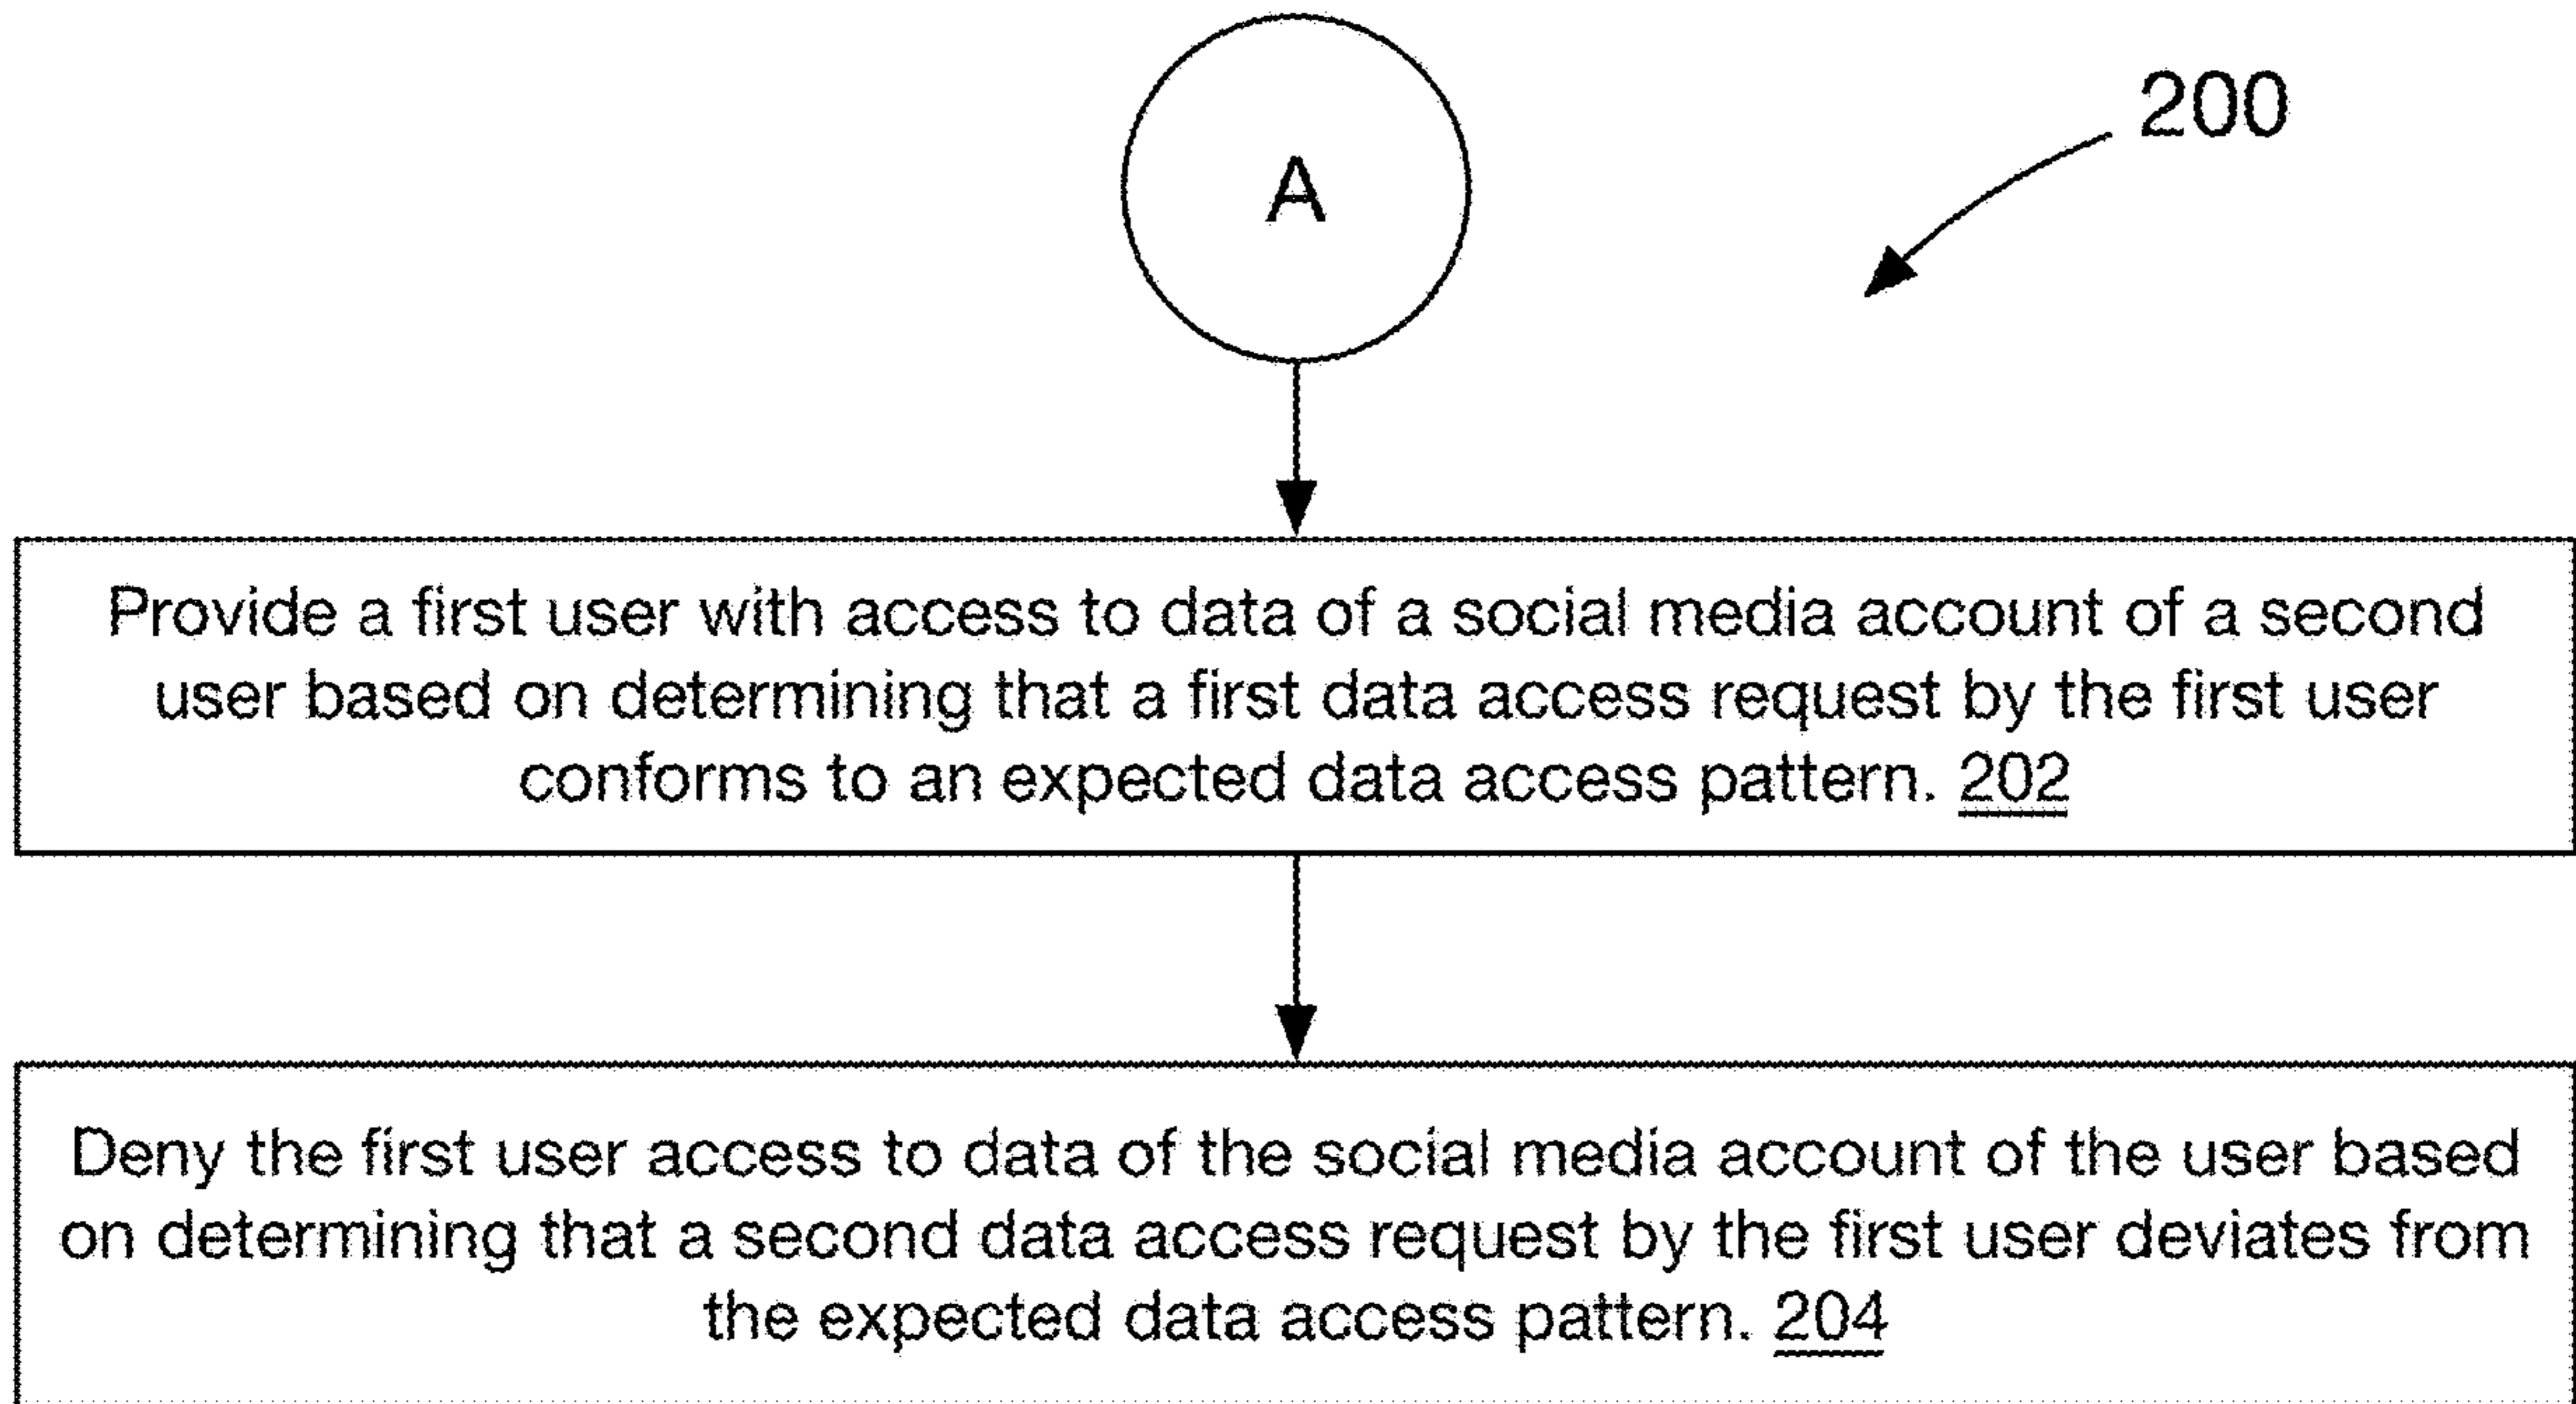 A
200
Provide a first user with access to data of a social media account of a second
user based on determining that a first data access request by the first user
conforms to an expected data access pattern. 202
Deny the first user access to data of the social media account of the user based
on determining that a second data access request by the first user deviates from
the expected data access pattern. 204